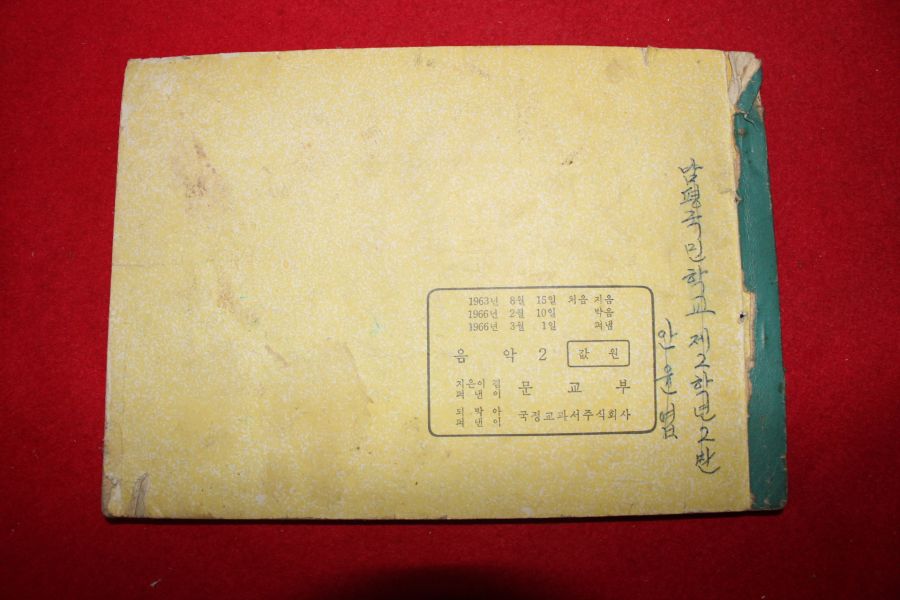 1963년 8월 15일 처음 지음
1966년 2월 10일 박음
1966년 3월 1일 펴냄
음 악 2 값 원
지은이 겸
펴 낸 이 문 교 부
되 박 아
펴 낸 이 국정교과서주식회사
남평국민학교 제2학년 2반
안 윤 엽